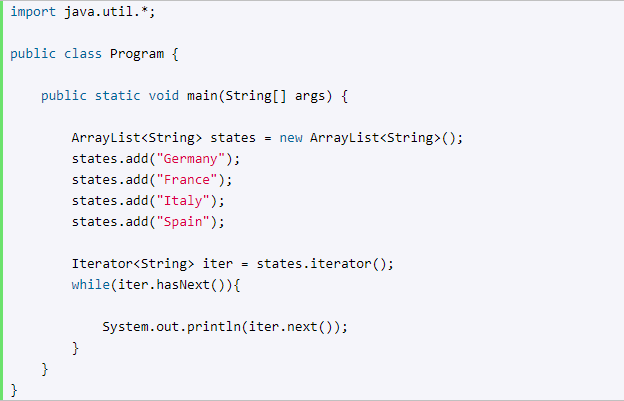 import java.util.*;
public class Program {
public static void main(String[] args) {
ArrayList<String> states = new ArrayList<String>();
states.add("Germany");
states.add("France");
states.add("Italy");
states.add("Spain");
Iterator<String> iter = states.iterator();
while(iter.hasNext()){
System.out.println(iter.next());
}
}
}